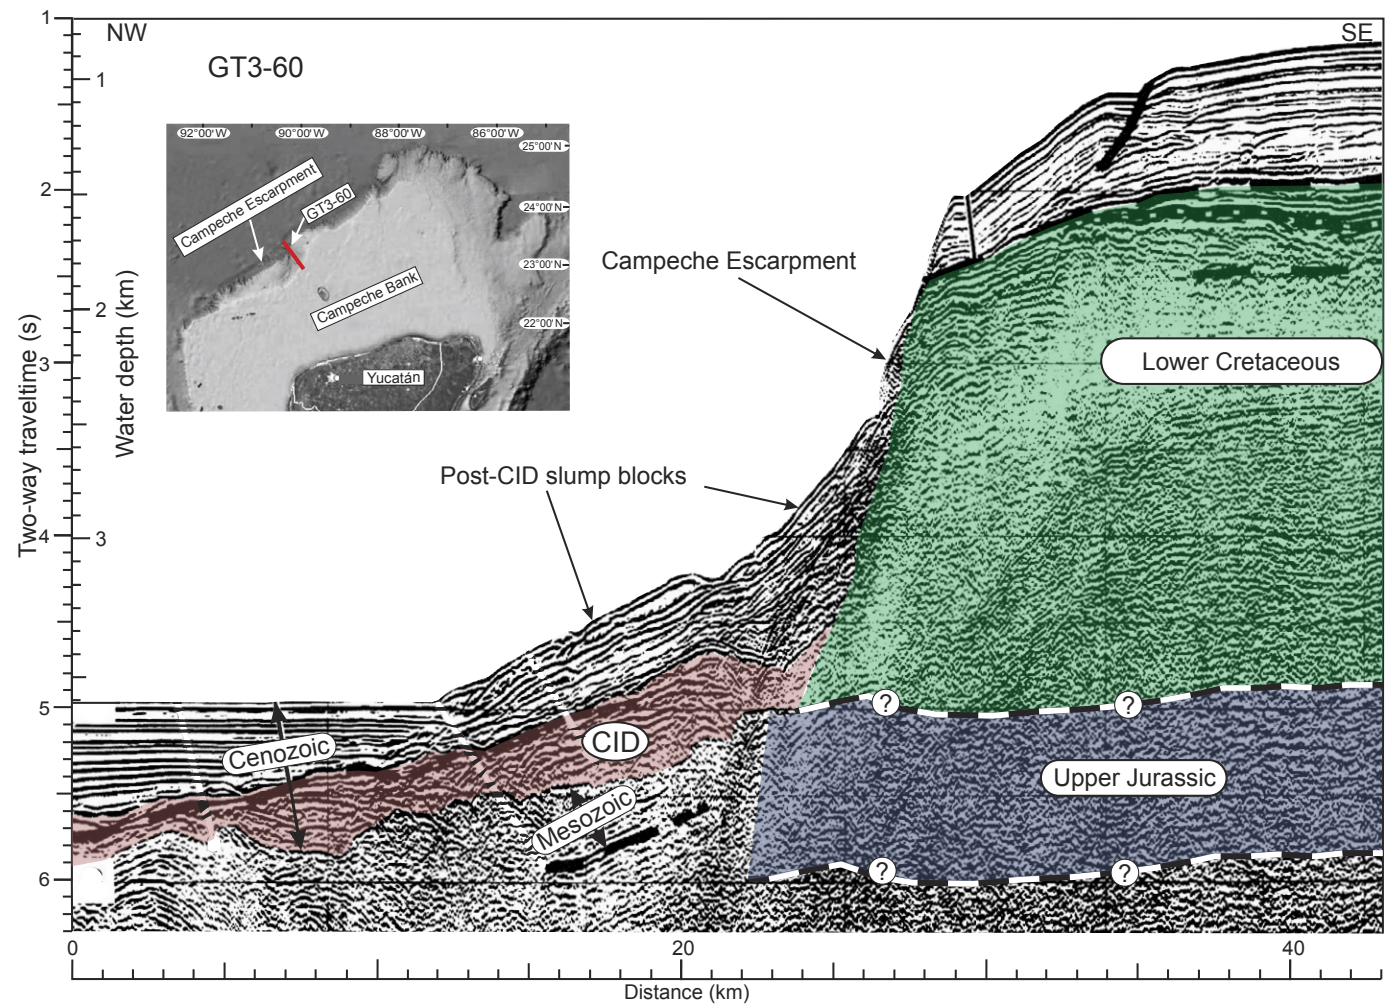 1
NW
SE
GT3-60
1
92°00'W
90°00'W
88°00'W
86°00'W
25°00'N
Campeche Escarpment
GT3-60
24°00'N
23°00'N
Campeche Bank
22°00'N
Yucatán
2
Campeche Escarpment
2
3
Lower Cretaceous
Two-way traveltime (s)
Water depth (km)
Post-CID slump blocks
4
3
5
?
?
Cenozoic
CID
Upper Jurassic
Mesozoic
6
?
?
0
20
40
Distance (km)